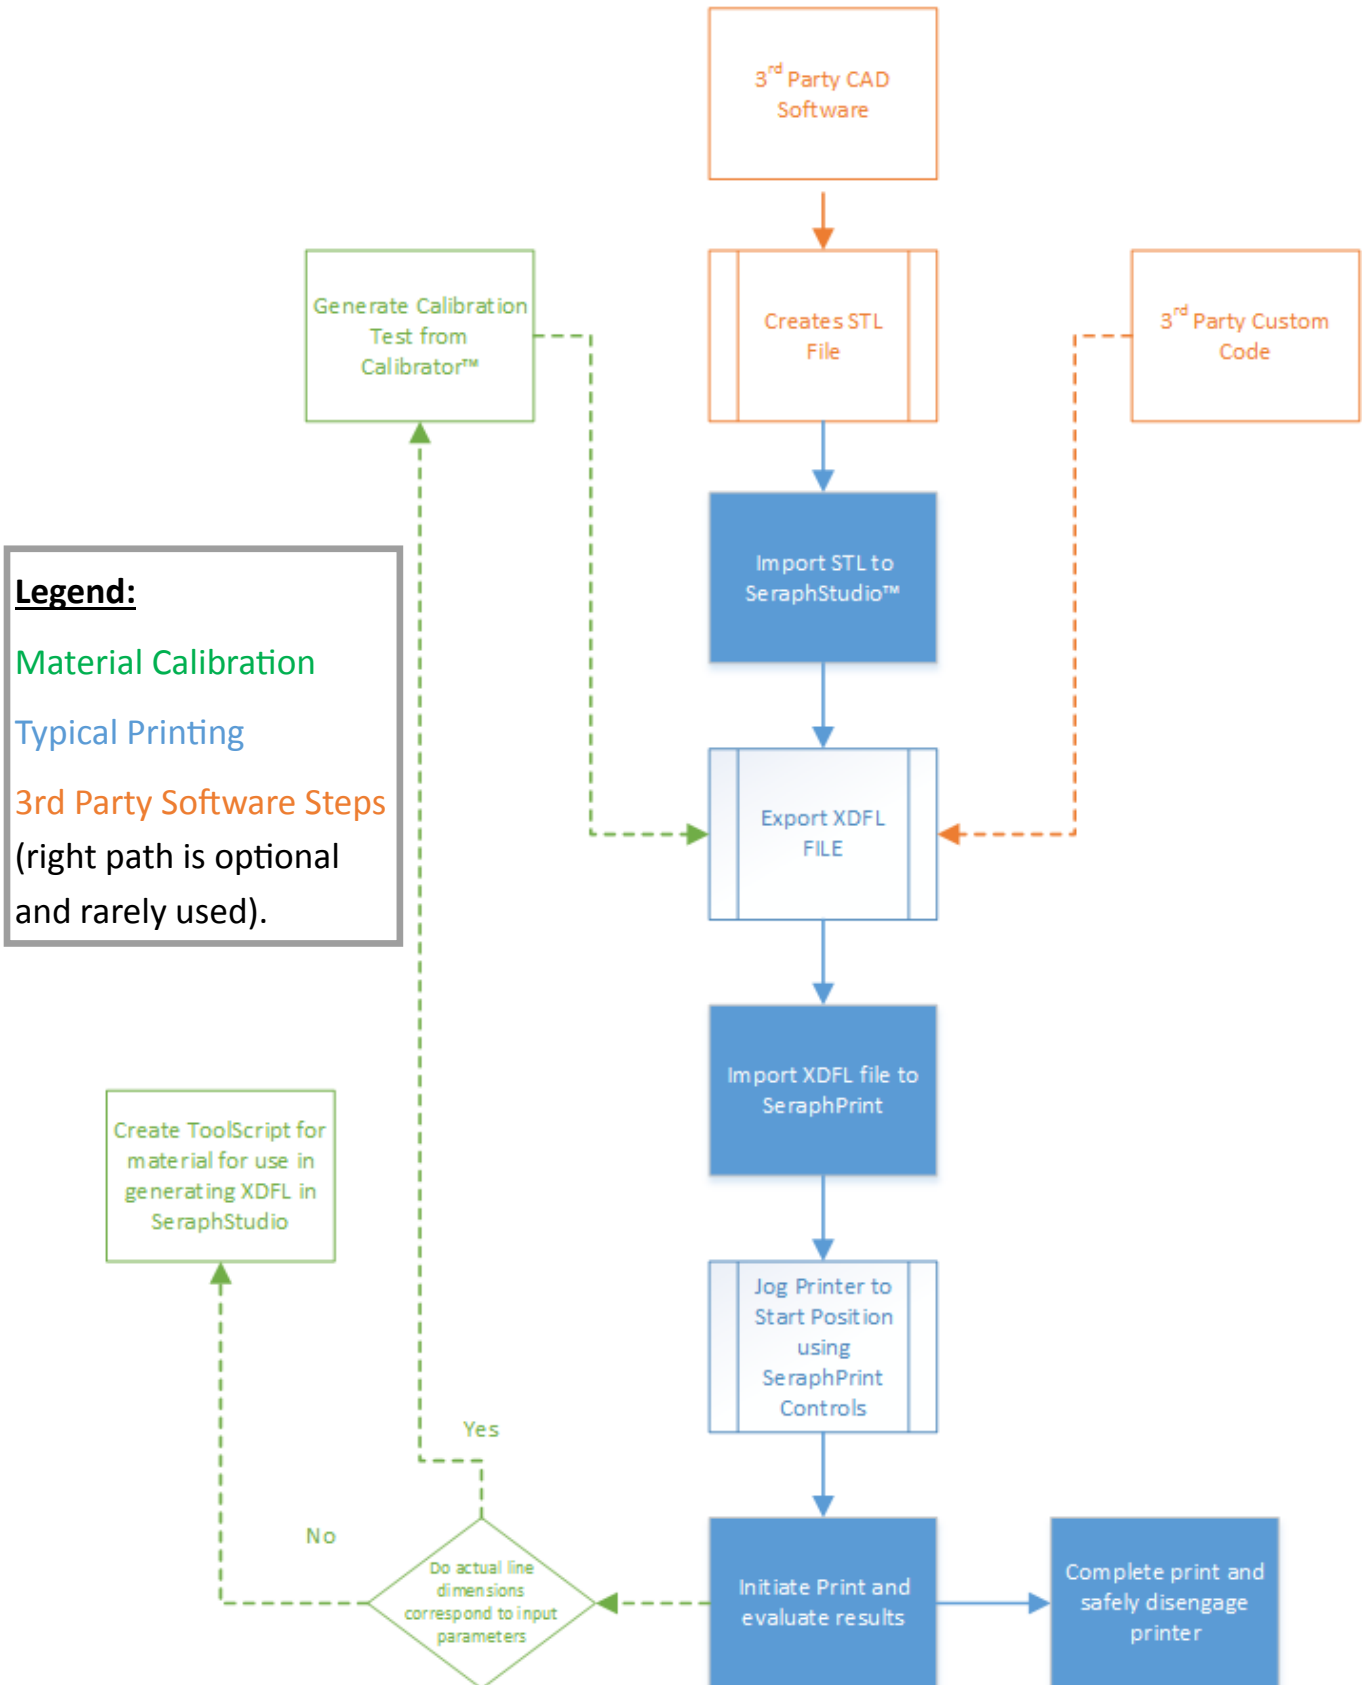 3rd Party CAD
Software
Generate Calibration
Test from
Calibrator™
Creates STL
File
3rd Party Custom
Code
Import STL to
SeraphStudio™
Legend:
Material Calibration
Typical Printing
3rd Party Software Steps
(right path is optional
and rarely used).
Export XDFL
FILE
Import XDFL file to
SeraphPrint
Create ToolScript for
material for use in
generating XDFL in
SeraphStudio
Jog Printer to
Start Position
using
SeraphPrint
Controls
Yes
No
Do actual line
dimensions
correspond to input
parameters
Initiate Print and
evaluate results
Complete print and
safely disengage
printer